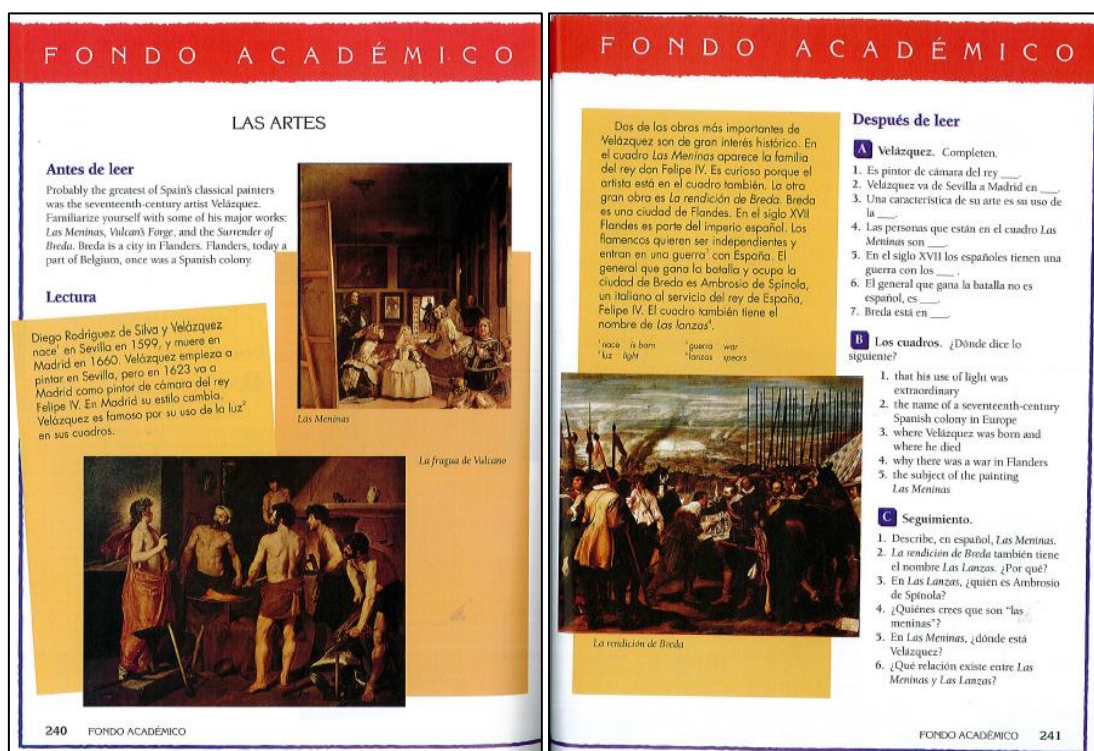 FONDO ACADÉMICO
LAS ARTES
Antes de leer
Probably the greatest of Spain's classical painters
was the seventeenth-century artist Velázquez.
Familiarize yourself with some of his major works:
Las Meninas, Vulcan's Forge, and the Surrender of
Breda. Breda is a city in Flanders. Flanders, today a
part of Belgium, once was a Spanish colony.
Lectura
Diego Rodríguez de Silva y Velázquez
nace¹ en Sevilla en 1599, y muere en
Madrid en 1660. Velázquez empieza a
pintar en Sevilla, pero en 1623 va a
Madrid como pintor de cámara del rey
Felipe IV. En Madrid su estilo cambia.
Velázquez es famoso por su uso de la luz²
en sus cuadros.
Las Meninas
La fragua de Vulcano
240 FONDO ACADÉMICO
FONDO ACADÉMICO
Dos de las obras más importantes de
Velázquez son de gran interés histórico. En
el cuadro Las Meninas aparece la familia
del rey don Felipe IV. Es curioso porque el
artista está en el cuadro también. La otra
gran obra es La rendición de Breda. Breda
es una ciudad de Flandes. En el siglo XVII
Flandes es parte del imperio español. Los
flamencos quieren ser independientes y
entran en una guerra³ con España. El
general que gana la batalla y ocupa la
ciudad de Breda es Ambrosio de Spínola,
un italiano al servicio del rey de España,
Felipe IV. El cuadro también tiene el
nombre de Las lanzas⁴.
¹nace is born ³guerra war
²luz light ⁴lanzas spears
La rendición de Breda
Después de leer
A Velázquez. Completen.
1. Es pintor de cámara del rey ___.
2. Velázquez va de Sevilla a Madrid en ___.
3. Una característica de su arte es su uso de
la ___.
4. Las personas que están en el cuadro Las
Meninas son ___.
5. En el siglo XVII los españoles tienen una
guerra con los ___.
6. El general que gana la batalla no es
español, es ___.
7. Breda está en ___.
B Los cuadros. ¿Dónde dice lo
siguiente?
1. that his use of light was
extraordinary
2. the name of a seventeenth-century
Spanish colony in Europe
3. where Velázquez was born and
where he died
4. why there was a war in Flanders
5. the subject of the painting
Las Meninas
C Seguimiento.
1. Describe, en español, Las Meninas.
2. La rendición de Breda también tiene
el nombre Las Lanzas. ¿Por qué?
3. En Las Lanzas, ¿quién es Ambrosio
de Spínola?
4. ¿Quiénes crees que son "las
meninas"?
5. En Las Meninas, ¿dónde está
Velázquez?
6. ¿Qué relación existe entre Las
Meninas y Las Lanzas?
FONDO ACADÉMICO 241